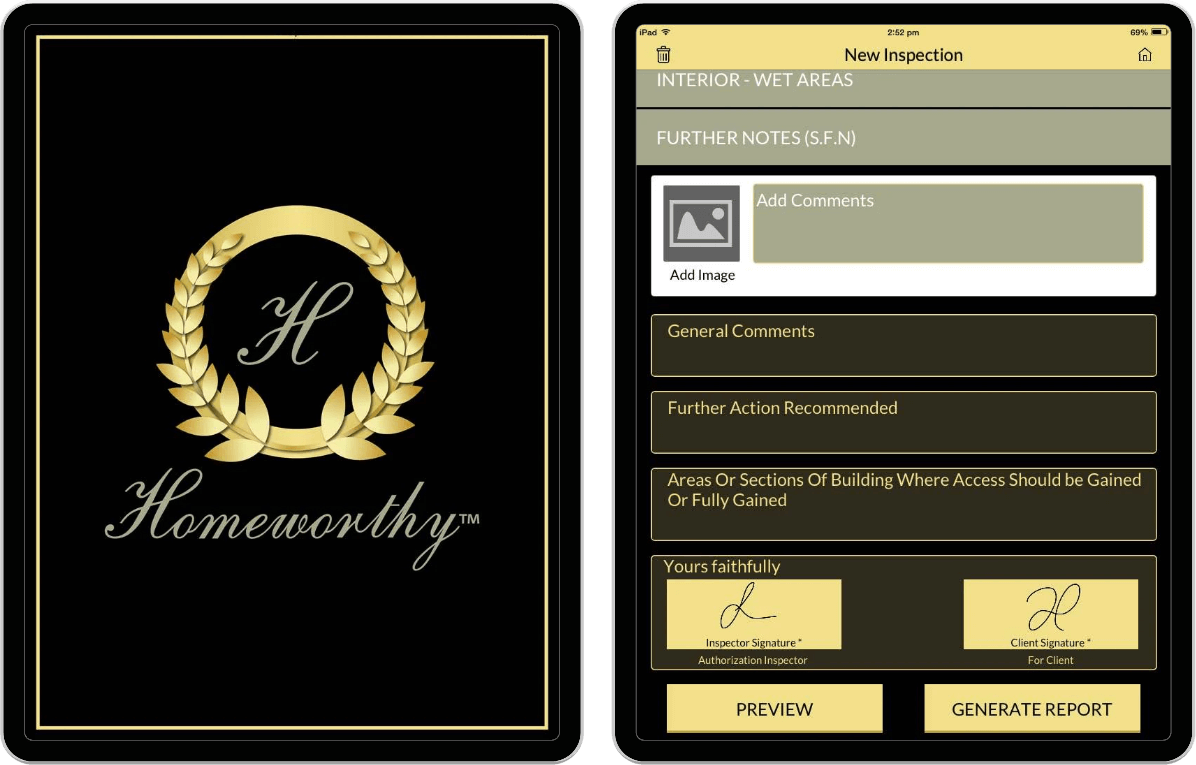 H
Homeworthy™
iPad 2:52 pm 69%
New Inspection
INTERIOR - WET AREAS
FURTHER NOTES (S.F.N)
Add Comments
Add Image
General Comments
Further Action Recommended
Areas Or Sections Of Building Where Access Should be Gained
Or Fully Gained
Yours faithfully
Inspector Signature *
Authorization Inspector
Client Signature *
For Client
PREVIEW
GENERATE REPORT